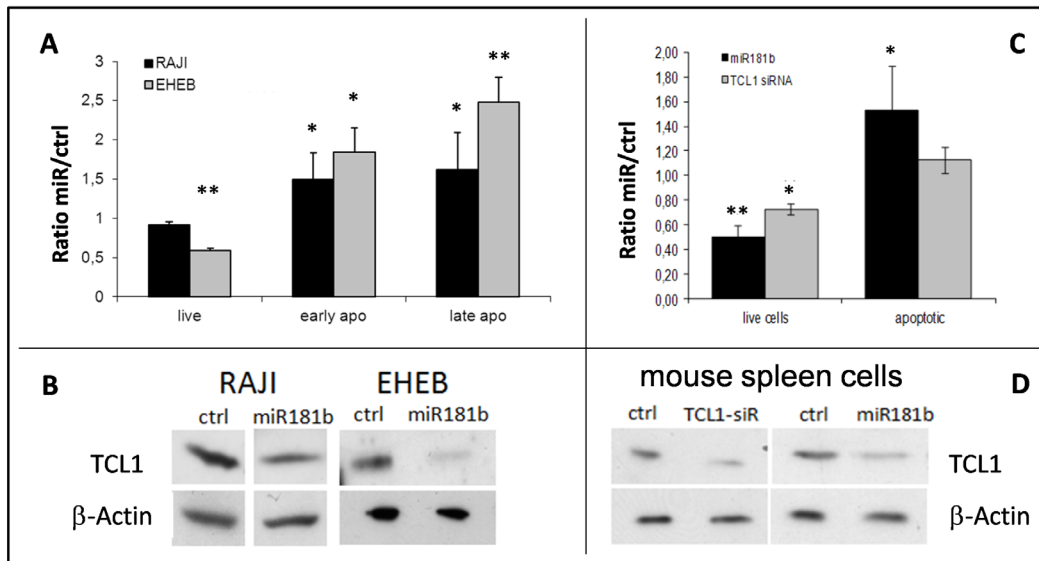 A
RAJI
EHEB
Ratio miR/ctrl
3
2,5
2
1,5
1
0,5
0
**
*
*
*
**
live early apo late apo
C
miR181b
TCL1 siRNA
Ratio miR/ctrl
2,00
1,80
1,60
1,40
1,20
1,00
0,80
0,60
0,40
0,20
0,00
**
*
*
live cells apoptotic
B
RAJI EHEB
ctrl miR181b ctrl miR181b
TCL1
β-Actin
mouse spleen cells D
ctrl TCL1-siR ctrl miR181b
TCL1
β-Actin